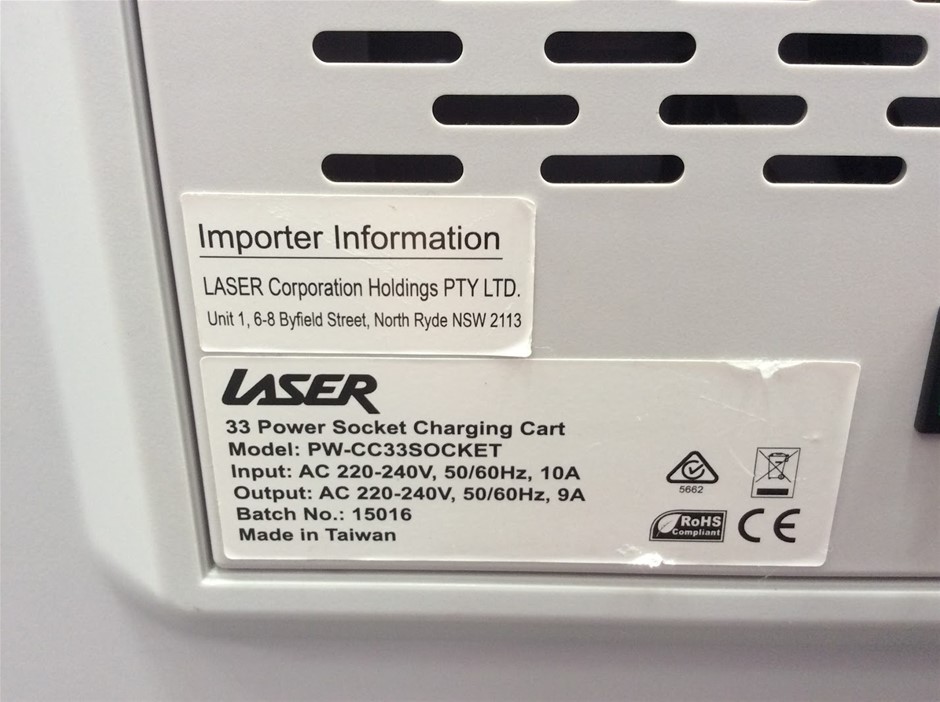 Importer Information
LASER Corporation Holdings PTY LTD.
Unit 1, 6-8 Byfield Street, North Ryde NSW 2113
LASER
33 Power Socket Charging Cart
Model: PW-CC33SOCKET
Input: AC 220-240V, 50/60Hz, 10A
Output: AC 220-240V, 50/60Hz, 9A
Batch No.: 15016
Made in Taiwan
5662
RoHS
Compliant
CE